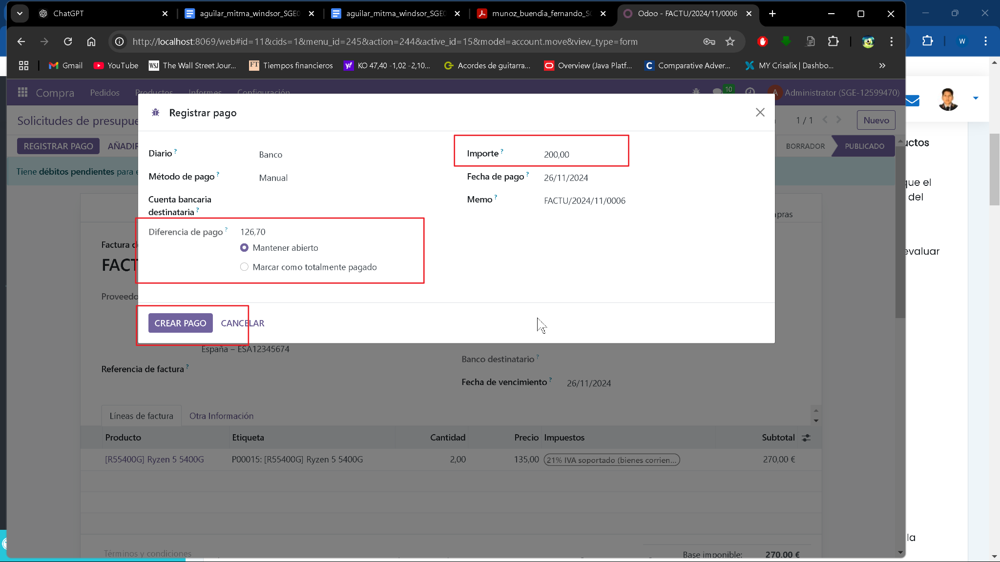 ChatGPT
aguilar_mitma_windsor_SGE0
aguilar_mitma_windsor_SGE0
munoz_buendia_fernando_SG
Odoo - FACTU/2024/11/0006
http://localhost:8069/web#id=11&cids=1&menu_id=245&action=244&active_id=15&model=account.move&view_type=form
W
Gmail
YouTube
WSJ The Wall Street Jour...
FT Tiempos financieros
KO 47,40 -1,02 -2,10...
Acordes de guitarra...
Overview (Java Platf...
C Comparative Adver...
MY Crisalix | Dashbo...
Compra
Pedidos
Productos
Informes
Configuración
10
A Administrator (SGE-12599470)
Solicitudes de presupue
1 / 1
Nuevo
REGISTRAR PAGO
AÑADIR
BORRADOR
PUBLICADO
Tiene débitos pendientes para e
Registrar pago
Diario ?
Banco
Importe ?
200,00
Método de pago ?
Manual
Fecha de pago ?
26/11/2024
Cuenta bancaria
destinataria ?
Memo ?
FACTU/2024/11/0006
Diferencia de pago ?
126,70
Mantener abierto
Marcar como totalmente pagado
CREAR PAGO
CANCELAR
pras
Factura d
FACT
Proveedo
España – ESA12345674
Referencia de factura ?
Banco destinatario ?
Fecha de vencimiento ?
26/11/2024
Líneas de factura
Otra Información
Producto
Etiqueta
Cantidad
Precio
Impuestos
Subtotal
[R55400G] Ryzen 5 5400G
P00015: [R55400G] Ryzen 5 5400G
2,00
135,00
21% IVA soportado (bienes corrien...
270,00 €
Términos y condiciones
Base imponible:
270,00 €
uctos
que el
del
evaluar
la